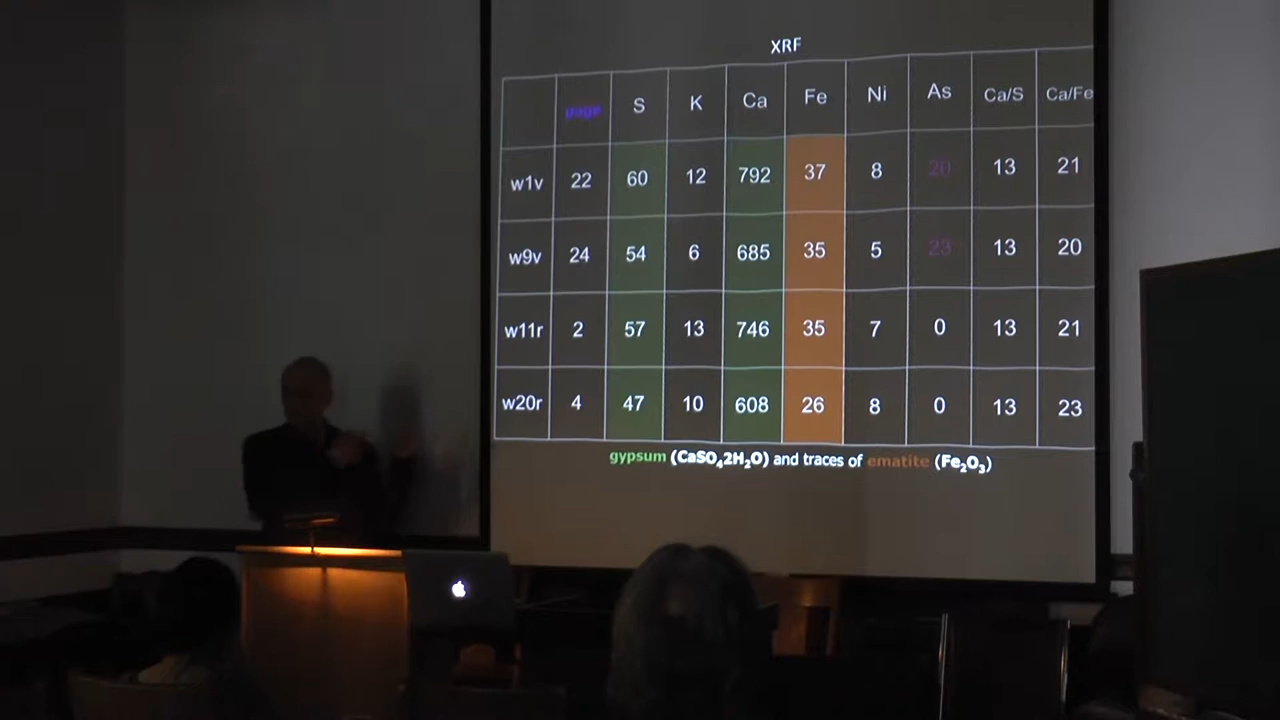 XRF
page S K Ca Fe Ni As Ca/S Ca/Fe
w1v 22 60 12 792 37 8 20 13 21
w9v 24 54 6 685 35 5 23 13 20
w11r 2 57 13 746 35 7 0 13 21
w20r 4 47 10 608 26 8 0 13 23
gypsum (CaSO₄2H₂O) and traces of ematite (Fe₂O₃)